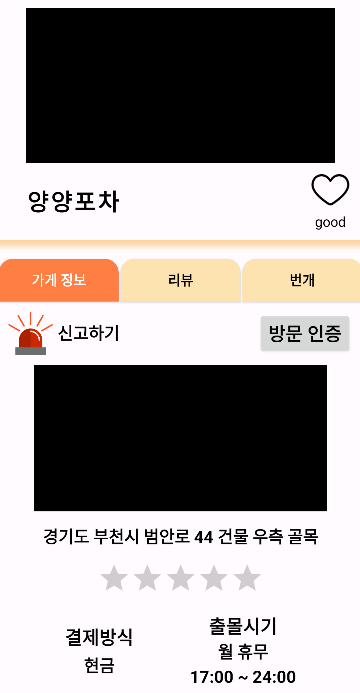 양양포차
good
가게 정보
리뷰
번개
신고하기
방문 인증
경기도 부천시 범안로 44 건물 우측 골목
결제방식
현금
출몰시기
월 휴무
17:00 ~ 24:00